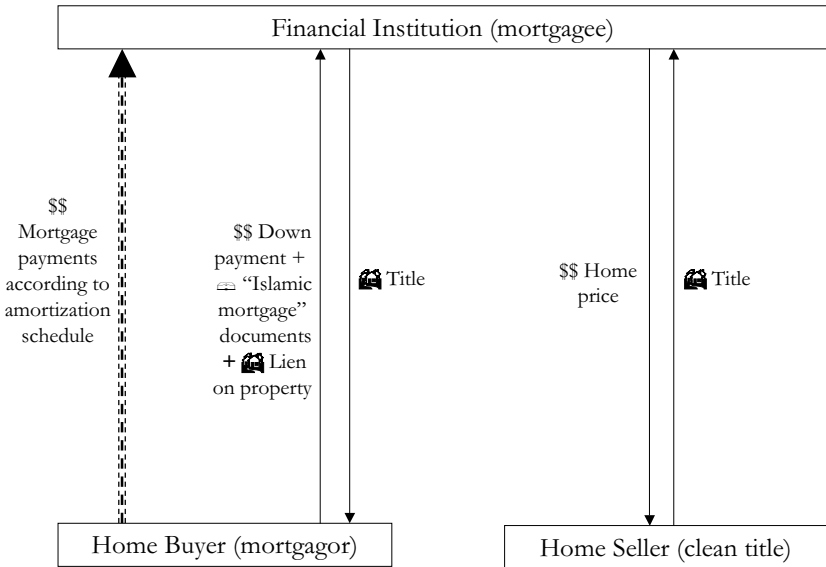 Financial Institution (mortgagee)
$$
Mortgage
payments
according to
amortization
schedule
$$ Down
payment +
“Islamic
mortgage”
documents
+ Lien
on property
Title
$$ Home
price
Title
Home Buyer (mortgagor)
Home Seller (clean title)